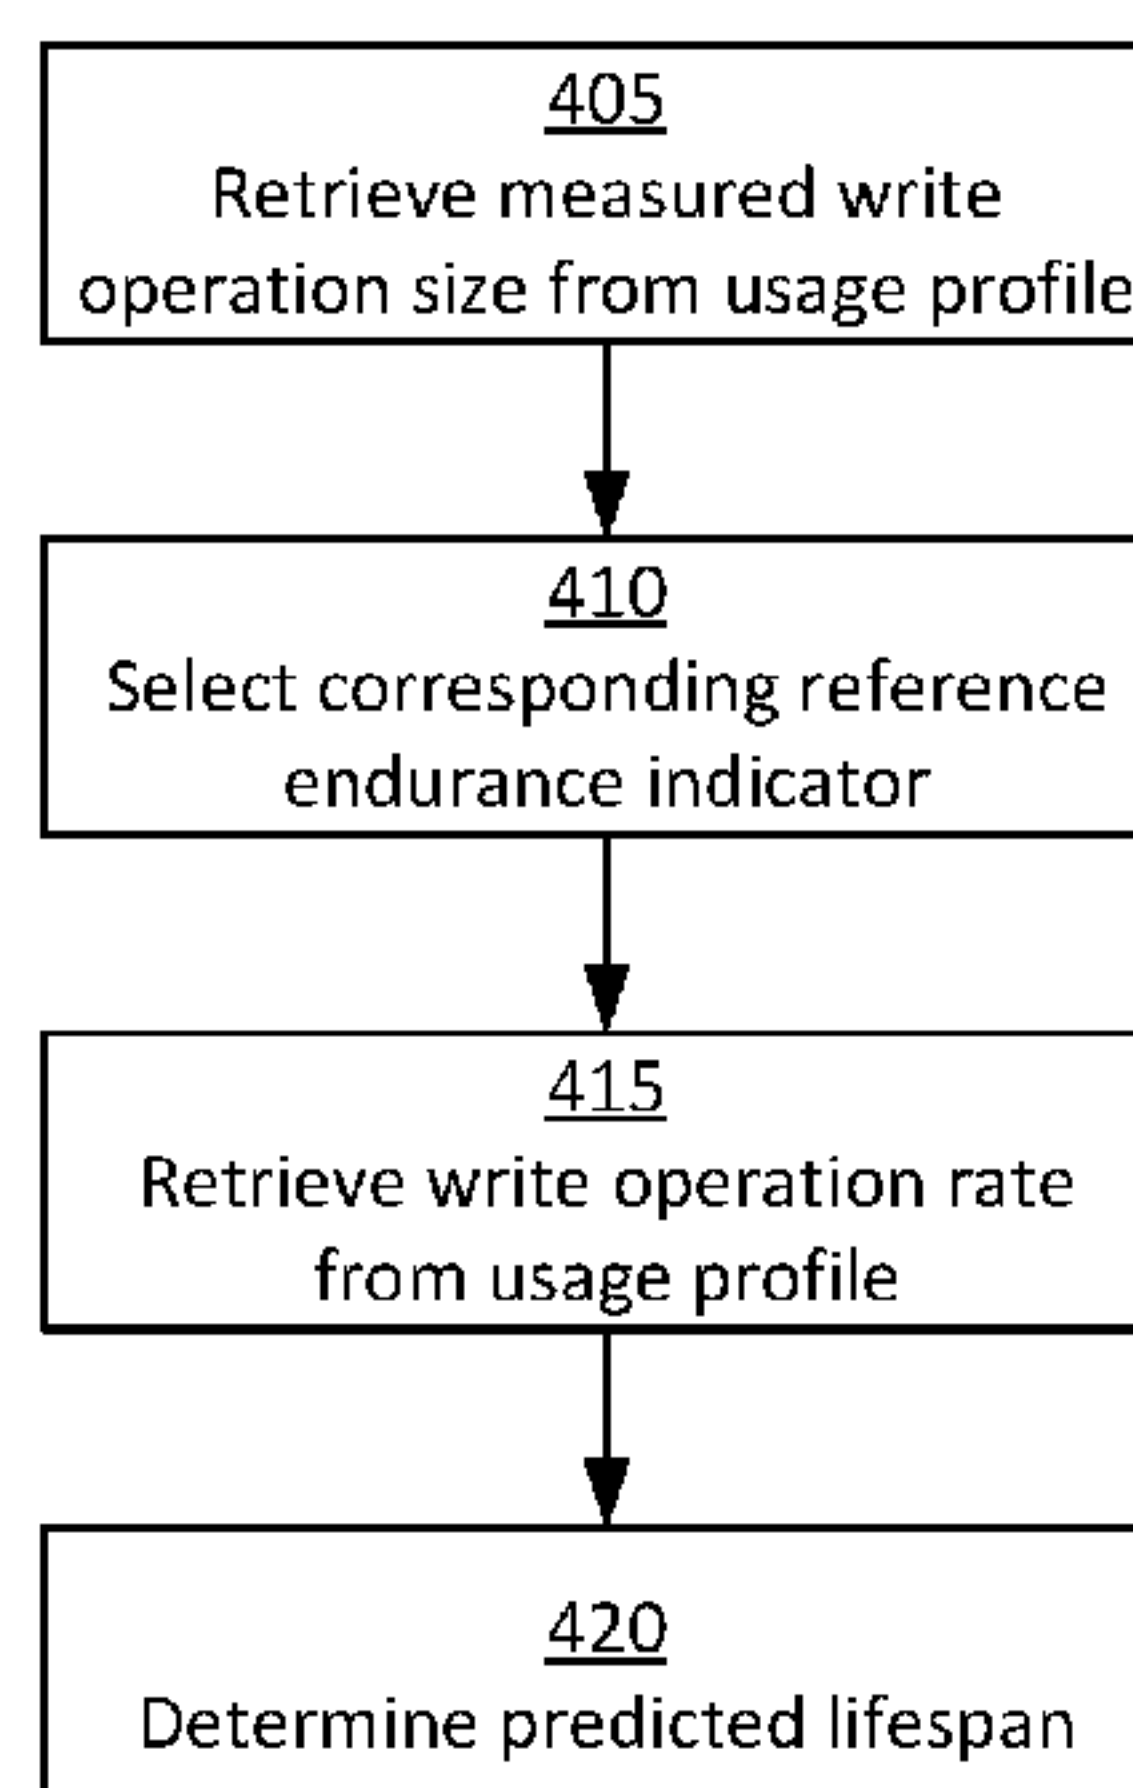 405
Retrieve measured write
operation size from usage profile
410
Select corresponding reference
endurance indicator
415
Retrieve write operation rate
from usage profile
420
Determine predicted lifespan